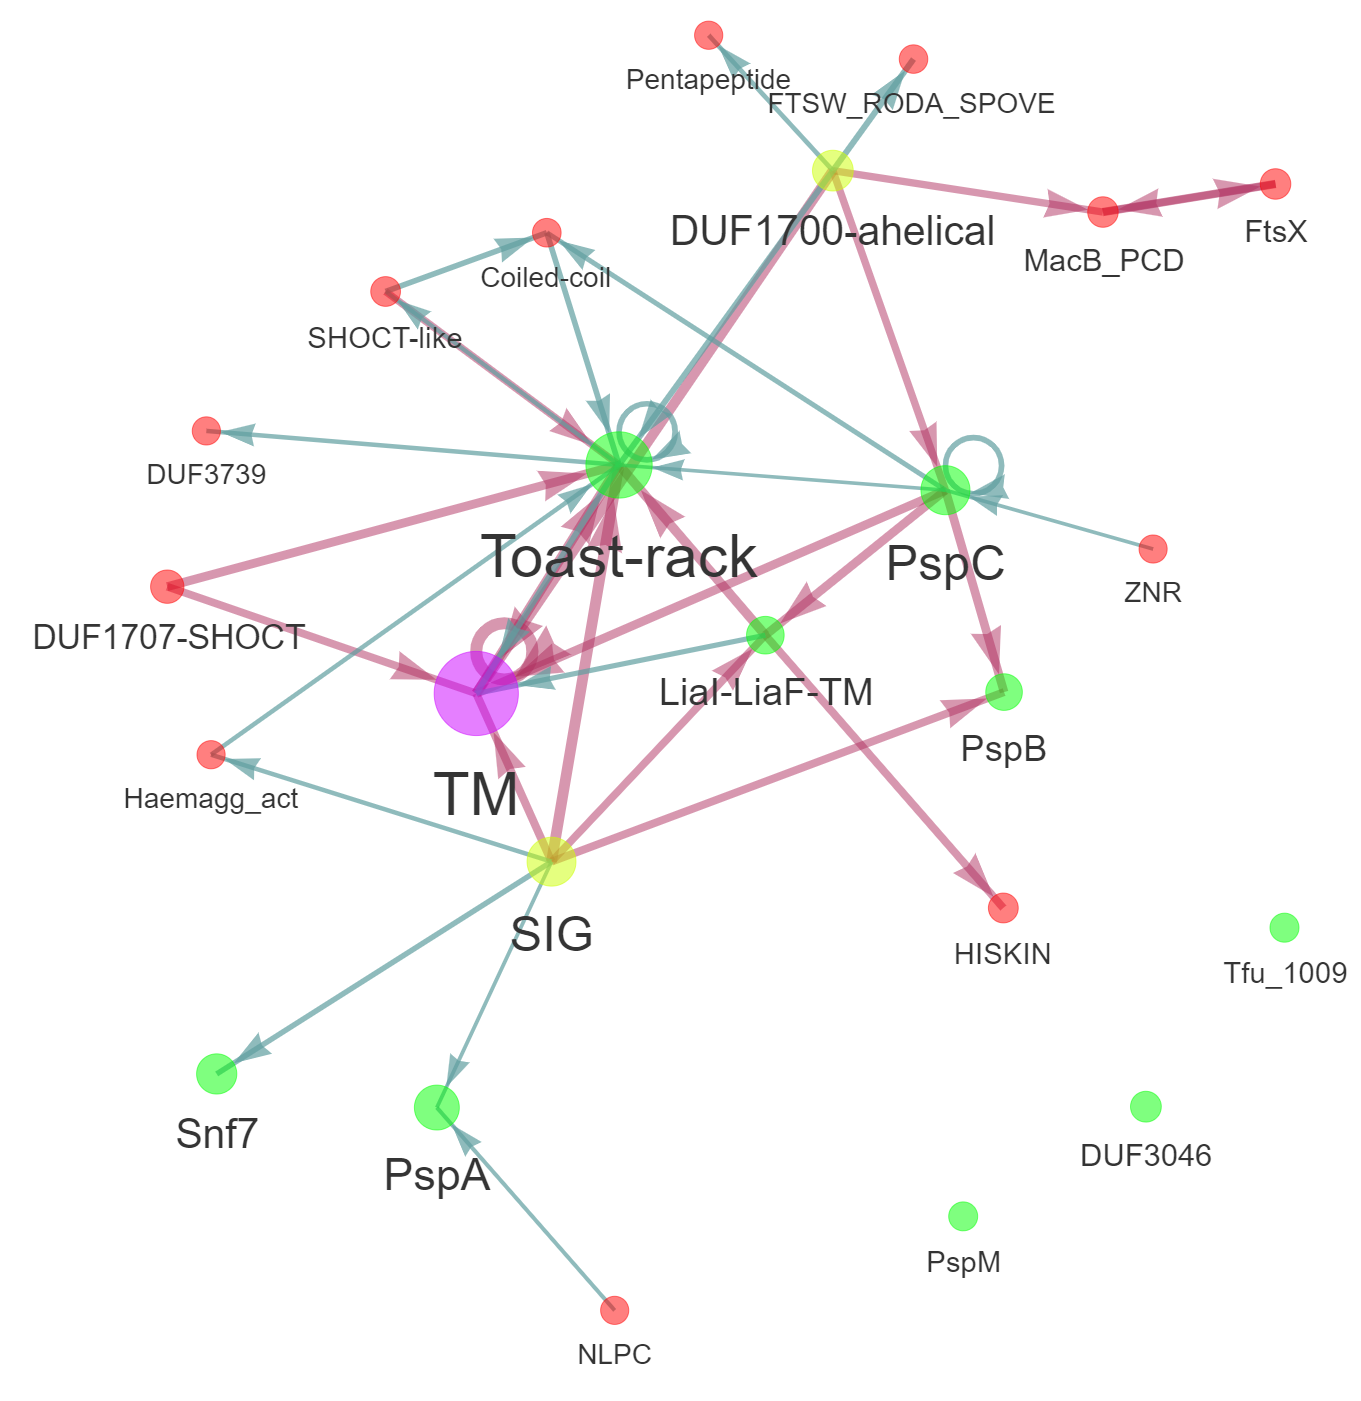 Pentapeptide
FTSW_RODA_SPOVE
DUF1700-ahelical
FtsX
MacB_PCD
Coiled-coil
SHOCT-like
DUF3739
Toast-rack
PspC
ZNR
DUF1707-SHOCT
LiaI-LiaF-TM
PspB
TM
Haemagg_act
SIG
HISKIN
Tfu_1009
Snf7
DUF3046
PspA
PspM
NLPC